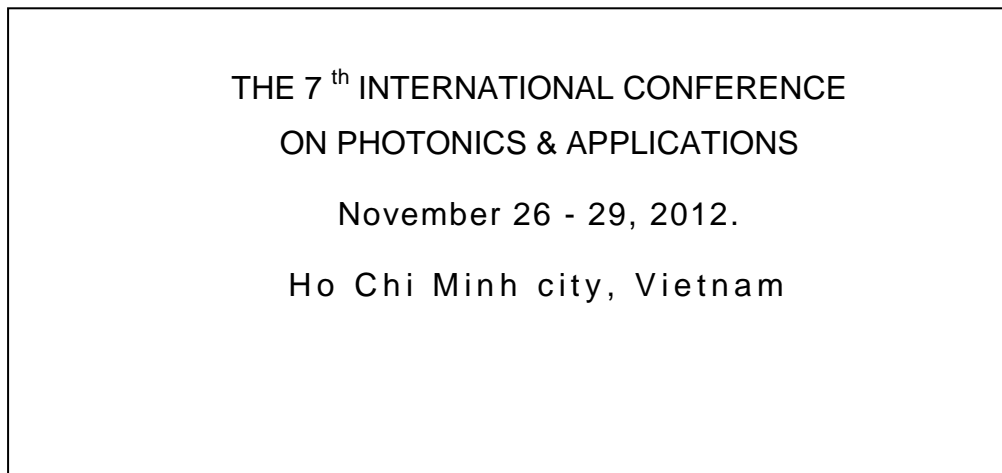 THE 7 th INTERNATIONAL CONFERENCE
ON PHOTONICS & APPLICATIONS
November 26 - 29, 2012.
Ho Chi Minh city, Vietnam